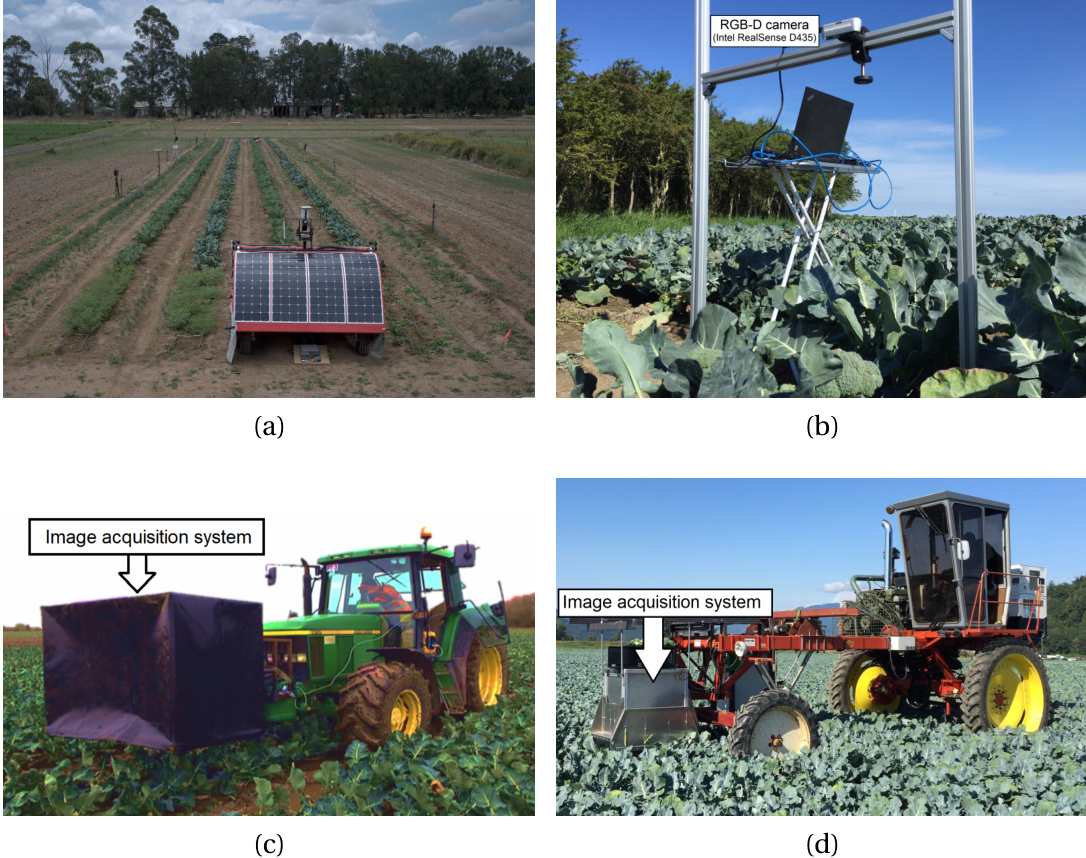 RGB-D camera
(Intel RealSense D435)
(a)
(b)
Image acquisition system
Image acquisition system
(c)
(d)